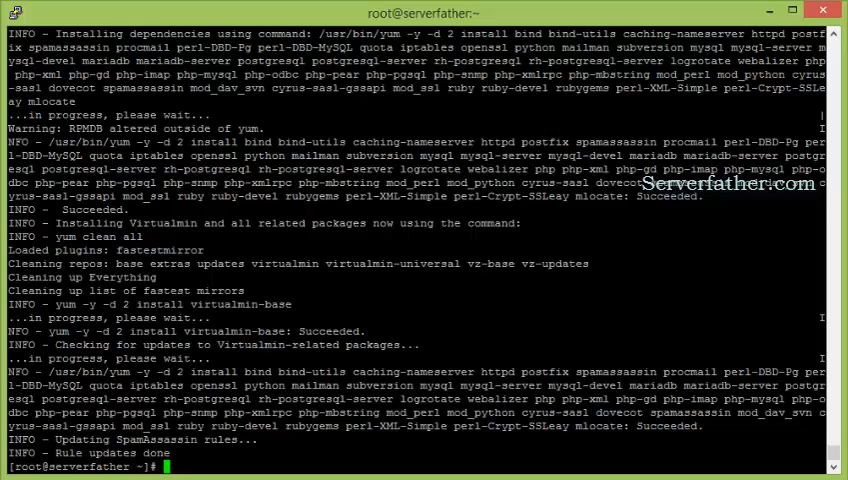 root@serverfather:~
INFO - Installing dependencies using command: /usr/bin/yum -y -d 2 install bind bind-utils caching-nameserver httpd postf
ix spamassassin procmail perl-DBD-Pg perl-DBD-MySQL quota iptables openssl python mailman subversion mysql mysql-server m
ysql-devel mariadb mariadb-server postgresql postgresql-server rh-postgresql rh-postgresql-server logrotate webalizer php
 php-xml php-gd php-imap php-mysql php-odbc php-pear php-pgsql php-snmp php-xmlrpc php-mbstring mod_perl mod_python cyrus
-sasl dovecot spamassassin mod_dav_svn cyrus-sasl-gssapi mod_ssl ruby ruby-devel rubygems perl-XML-Simple perl-Crypt-SSLe
ay mlocate
...in progress, please wait... |
Warning: RPMDB altered outside of yum. I
NFO - /usr/bin/yum -y -d 2 install bind bind-utils caching-nameserver httpd postfix spamassassin procmail perl-DBD-Pg per
l-DBD-MySQL quota iptables openssl python mailman subversion mysql mysql-server mysql-devel mariadb mariadb-server postgr
esql postgresql-server rh-postgresql rh-postgresql-server logrotate webalizer php php-xml php-gd php-imap php-mysql php-o
dbc php-pear php-pgsql php-snmp php-xmlrpc php-mbstring mod_perl mod_python cyrus-sasl dovecot
Serverfather.com
yrus-sasl-gssapi mod_ssl ruby ruby-devel rubygems perl-XML-Simple perl-Crypt-SSLeay mlocate: Succeeded.
INFO -  Succeeded.
INFO - Installing Virtualmin and all related packages now using the command:
INFO - yum clean all
Loaded plugins: fastestmirror
Cleaning repos: base extras updates virtualmin virtualmin-universal vz-base vz-updates
Cleaning up Everything
Cleaning up list of fastest mirrors
INFO - yum -y -d 2 install virtualmin-base
...in progress, please wait... I
NFO - yum -y -d 2 install virtualmin-base: Succeeded.
INFO - Checking for updates to Virtualmin-related packages...
...in progress, please wait... I
NFO - /usr/bin/yum -y -d 2 install bind bind-utils caching-nameserver httpd postfix spamassassin procmail perl-DBD-Pg per
l-DBD-MySQL quota iptables openssl python mailman subversion mysql mysql-server mysql-devel mariadb mariadb-server postgr
esql postgresql-server rh-postgresql rh-postgresql-server logrotate webalizer php php-xml php-gd php-imap php-mysql php-o
dbc php-pear php-pgsql php-snmp php-xmlrpc php-mbstring mod_perl mod_python cyrus-sasl dovecot spamassassin mod_dav_svn c
yrus-sasl-gssapi mod_ssl ruby ruby-devel rubygems perl-XML-Simple perl-Crypt-SSLeay mlocate: Succeeded.
INFO - Updating SpamAssassin rules...
INFO - Rule updates done
[root@serverfather ~]#